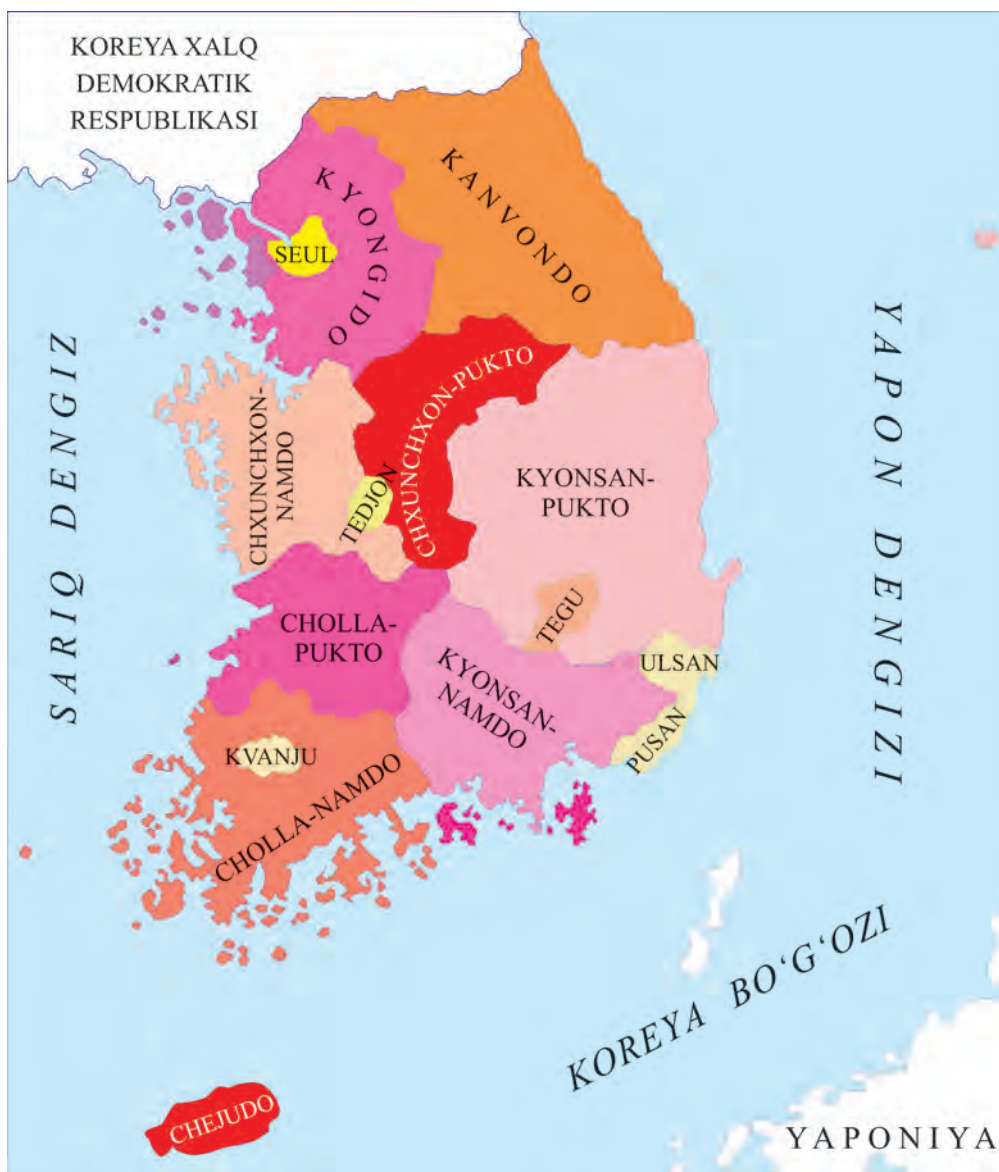 KOREYA XALQ
DEMOKRATIK
RESPUBLIKASI
KYONGIDO
KANVONDO
SEUL
CHXUNCHXON-PUKTO
CHXUNCHXON-
NAMDO
TEDJON
KYONSAN-
PUKTO
SARIQ DENGIZ
YAPON DENGIZI
TEGU
CHOLLA-
PUKTO
KYONSAN-
NAMDO
ULSAN
PUSAN
KVANJU
CHOLLA-NAMDO
KOREYA BO‘G‘OZI
CHEJUDO
YAPONIYA